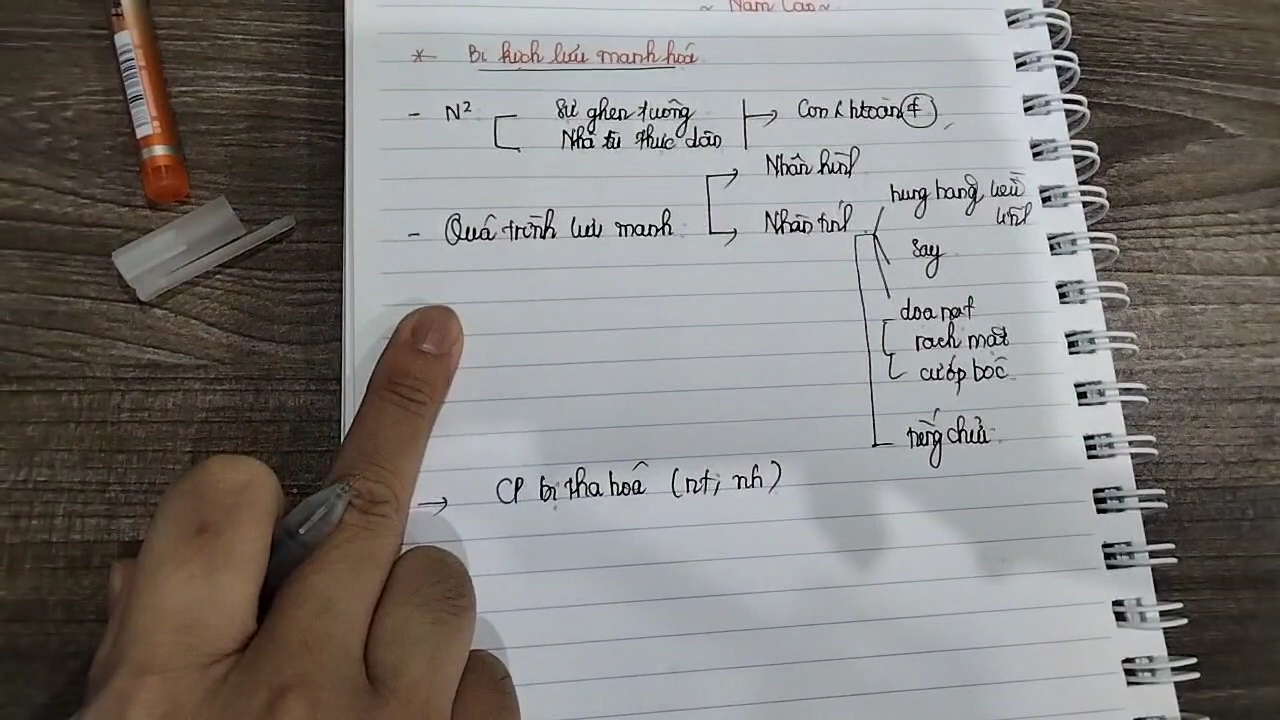 ~ Nam Cao ~
* Bi kịch lưu manh hoá
- N² Sự ghen tuông
Nhà tù thực dân
Con
- Quá trình lưu manh
Nhân hình
Nhân tính
hung hăng, liều
lĩnh
say
doạ nạt
rạch mặt
cướp bóc
tiếng chửi
→ CP bị tha hoá (nt; nh)